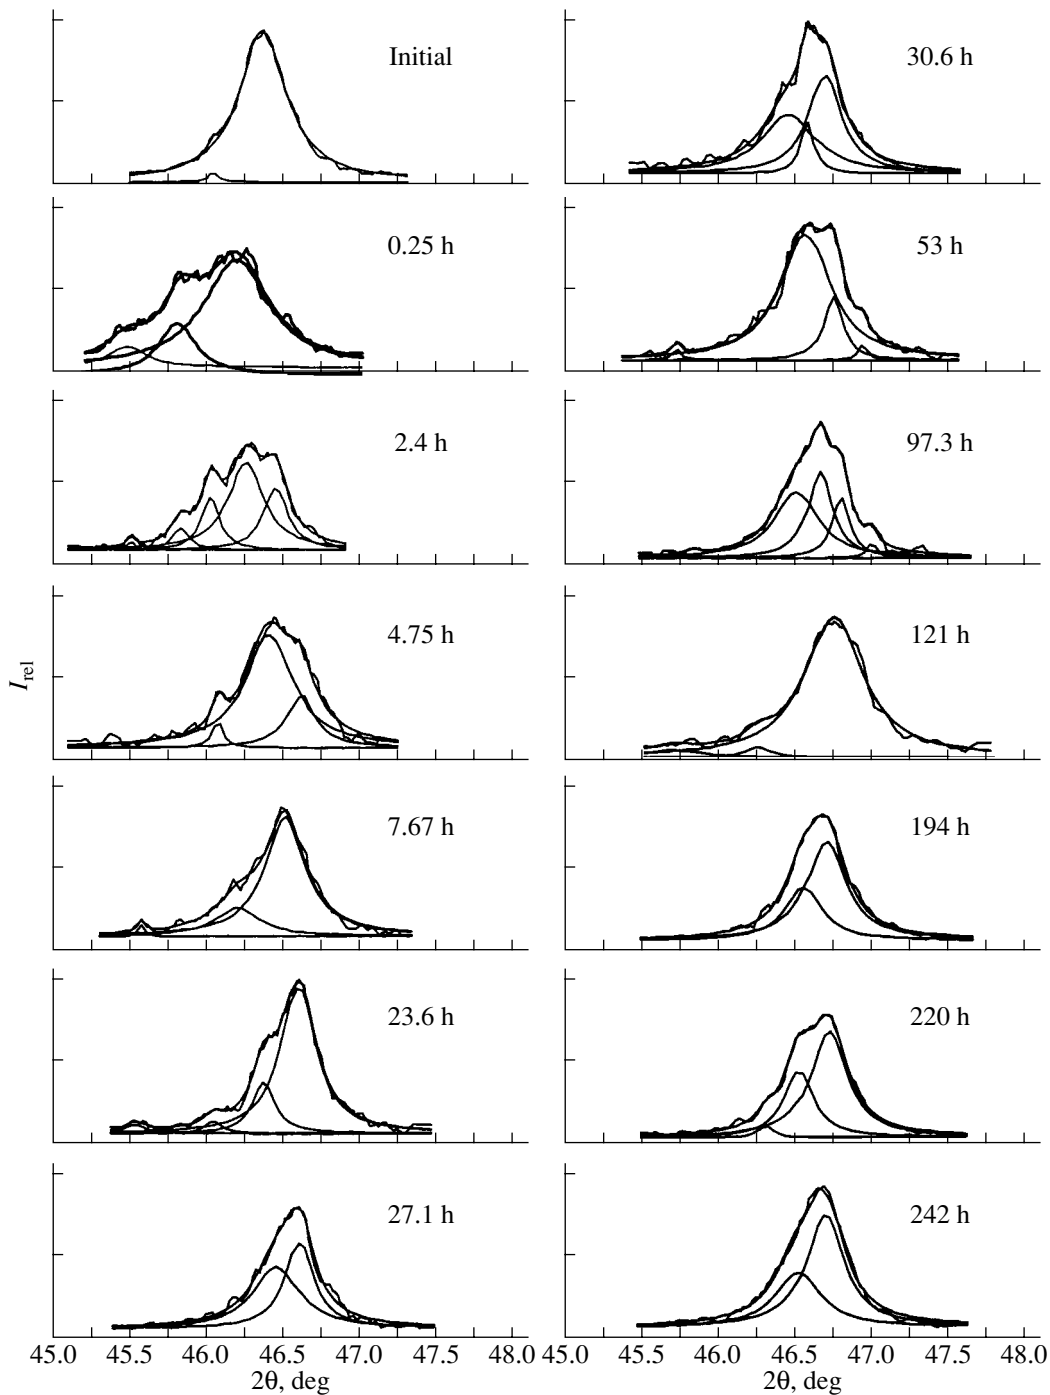 Initial
0.25 h
2.4 h
4.75 h
7.67 h
23.6 h
27.1 h
I rel
45.0 45.5 46.0 46.5 47.0 47.5 48.0
2θ, deg
30.6 h
53 h
97.3 h
121 h
194 h
220 h
242 h
45.0 45.5 46.0 46.5 47.0 47.5 48.0
2θ, deg